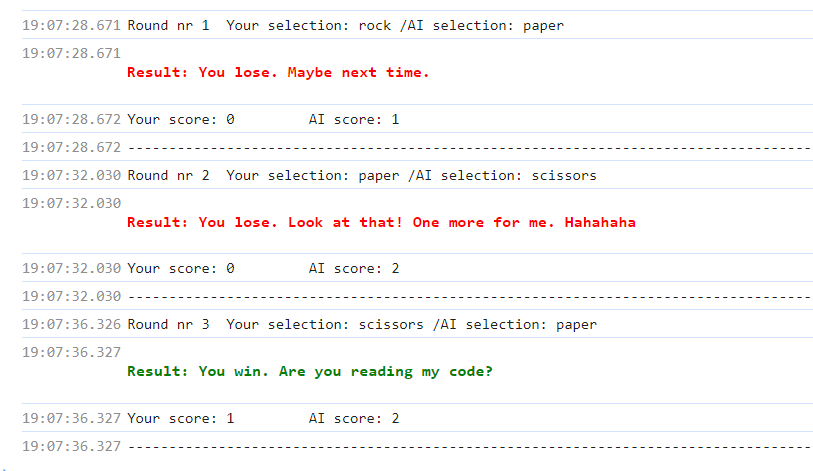 19:07:28.671 Round nr 1  Your selection: rock /AI selection: paper
19:07:28.671
Result: You lose. Maybe next time.
19:07:28.672 Your score: 0         AI score: 1
19:07:28.672 -----------------------------------------------------------------------------------
19:07:32.030 Round nr 2  Your selection: paper /AI selection: scissors
19:07:32.030
Result: You lose. Look at that! One more for me. Hahahaha
19:07:32.030 Your score: 0         AI score: 2
19:07:32.030 -----------------------------------------------------------------------------------
19:07:36.326 Round nr 3  Your selection: scissors /AI selection: paper
19:07:36.327
Result: You win. Are you reading my code?
19:07:36.327 Your score: 1         AI score: 2
19:07:36.327 -----------------------------------------------------------------------------------